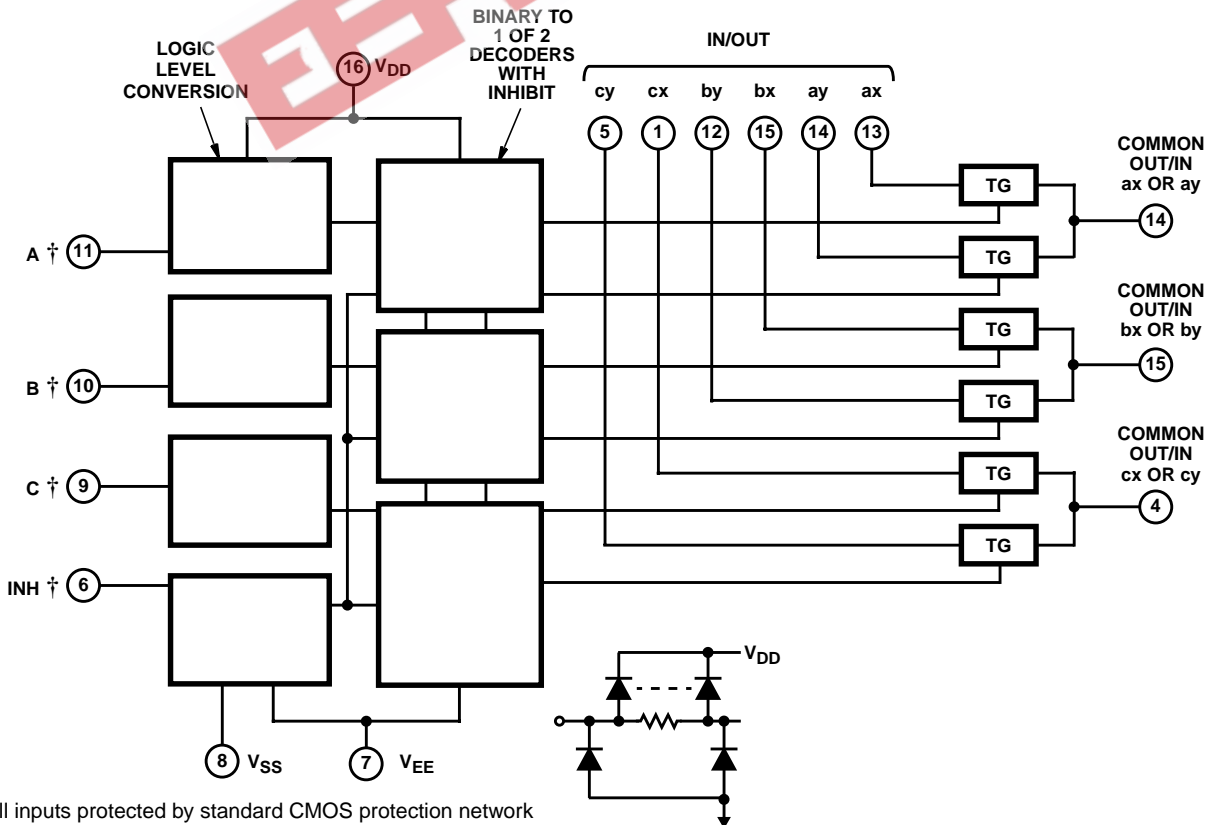 LOGIC
LEVEL
CONVERSION
16 VDD
BINARY TO
1 OF 2
DECODERS
WITH
INHIBIT
IN/OUT
cy cx by bx ay ax
5 1 12 15 14 13
COMMON
OUT/IN
ax OR ay
14
TG
TG
A † 11
COMMON
OUT/IN
bx OR by
15
TG
TG
B † 10
COMMON
OUT/IN
cx OR cy
4
TG
TG
C † 9
INH † 6
8 VSS
7 VEE
VDD
ll inputs protected by standard CMOS protection network